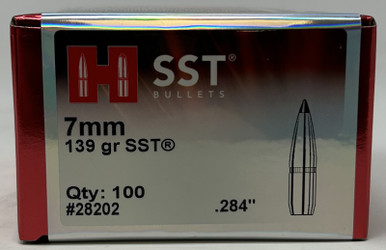 H
SST®
BULLETS
7mm
139 gr SST®
Qty: 100
#28202
.284"